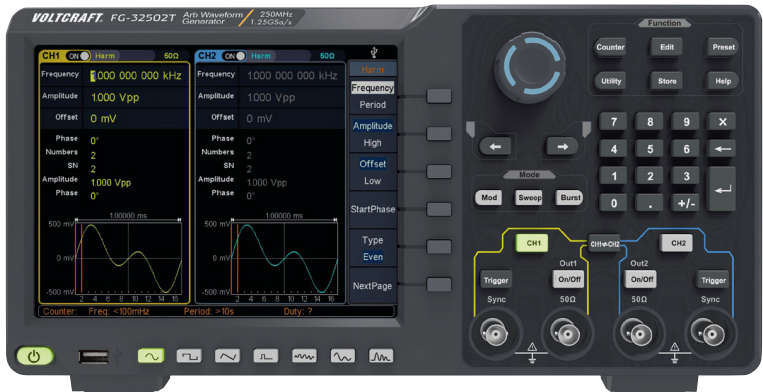 VOLTCRAFT. FG-32502T Arb Waveform Generator 250MHz 1.25GSa/s
CH1 ON Harm 50Ω
Frequency 1.000 000 000 kHz
Amplitude 1.000 Vpp
Offset 0 mV
Phase 0°
Numbers 2
SN 2
Amplitude 1.000 Vpp
Phase 0°
1.00000 ms
500 mV
0 mV
-500 mV
2 4 6 8 10 12 14 16
CH2 ON Harm 50Ω
Frequency 1.000 000 000 kHz
Amplitude 1.000 Vpp
Offset 0 mV
Phase 0°
Numbers 2
SN 2
Amplitude 1.000 Vpp
Phase 0°
1.00000 ms
500 mV
0 mV
-500 mV
2 4 6 8 10 12 14 16
Harm
Frequency
Period
Amplitude
High
Offset
Low
StartPhase
Type
Even
NextPage
Counter: Freq: <100mHz Period: >10s Duty: ?
Function
Counter Edit Preset
Utility Store Help
7 8 9 X
4 5 6 ←
1 2 3
0 . +/-
← →
Mode
Mod Sweep Burst
CH1 CH1⇌CH2 CH2
Out1 Out2
Trigger On/Off On/Off Trigger
Sync 50Ω 50Ω Sync